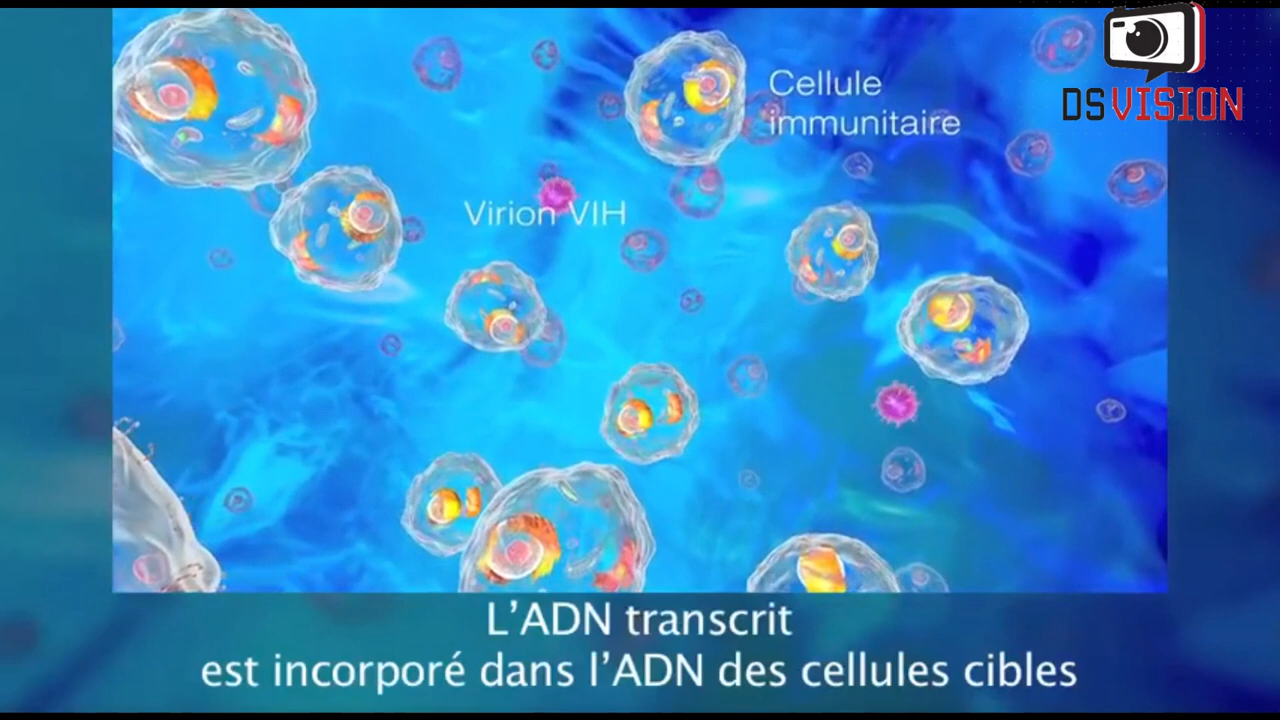 DSVISION
Cellule
immunitaire
Virion VIH
L’ADN transcrit
est incorporé dans l’ADN des cellules cibles